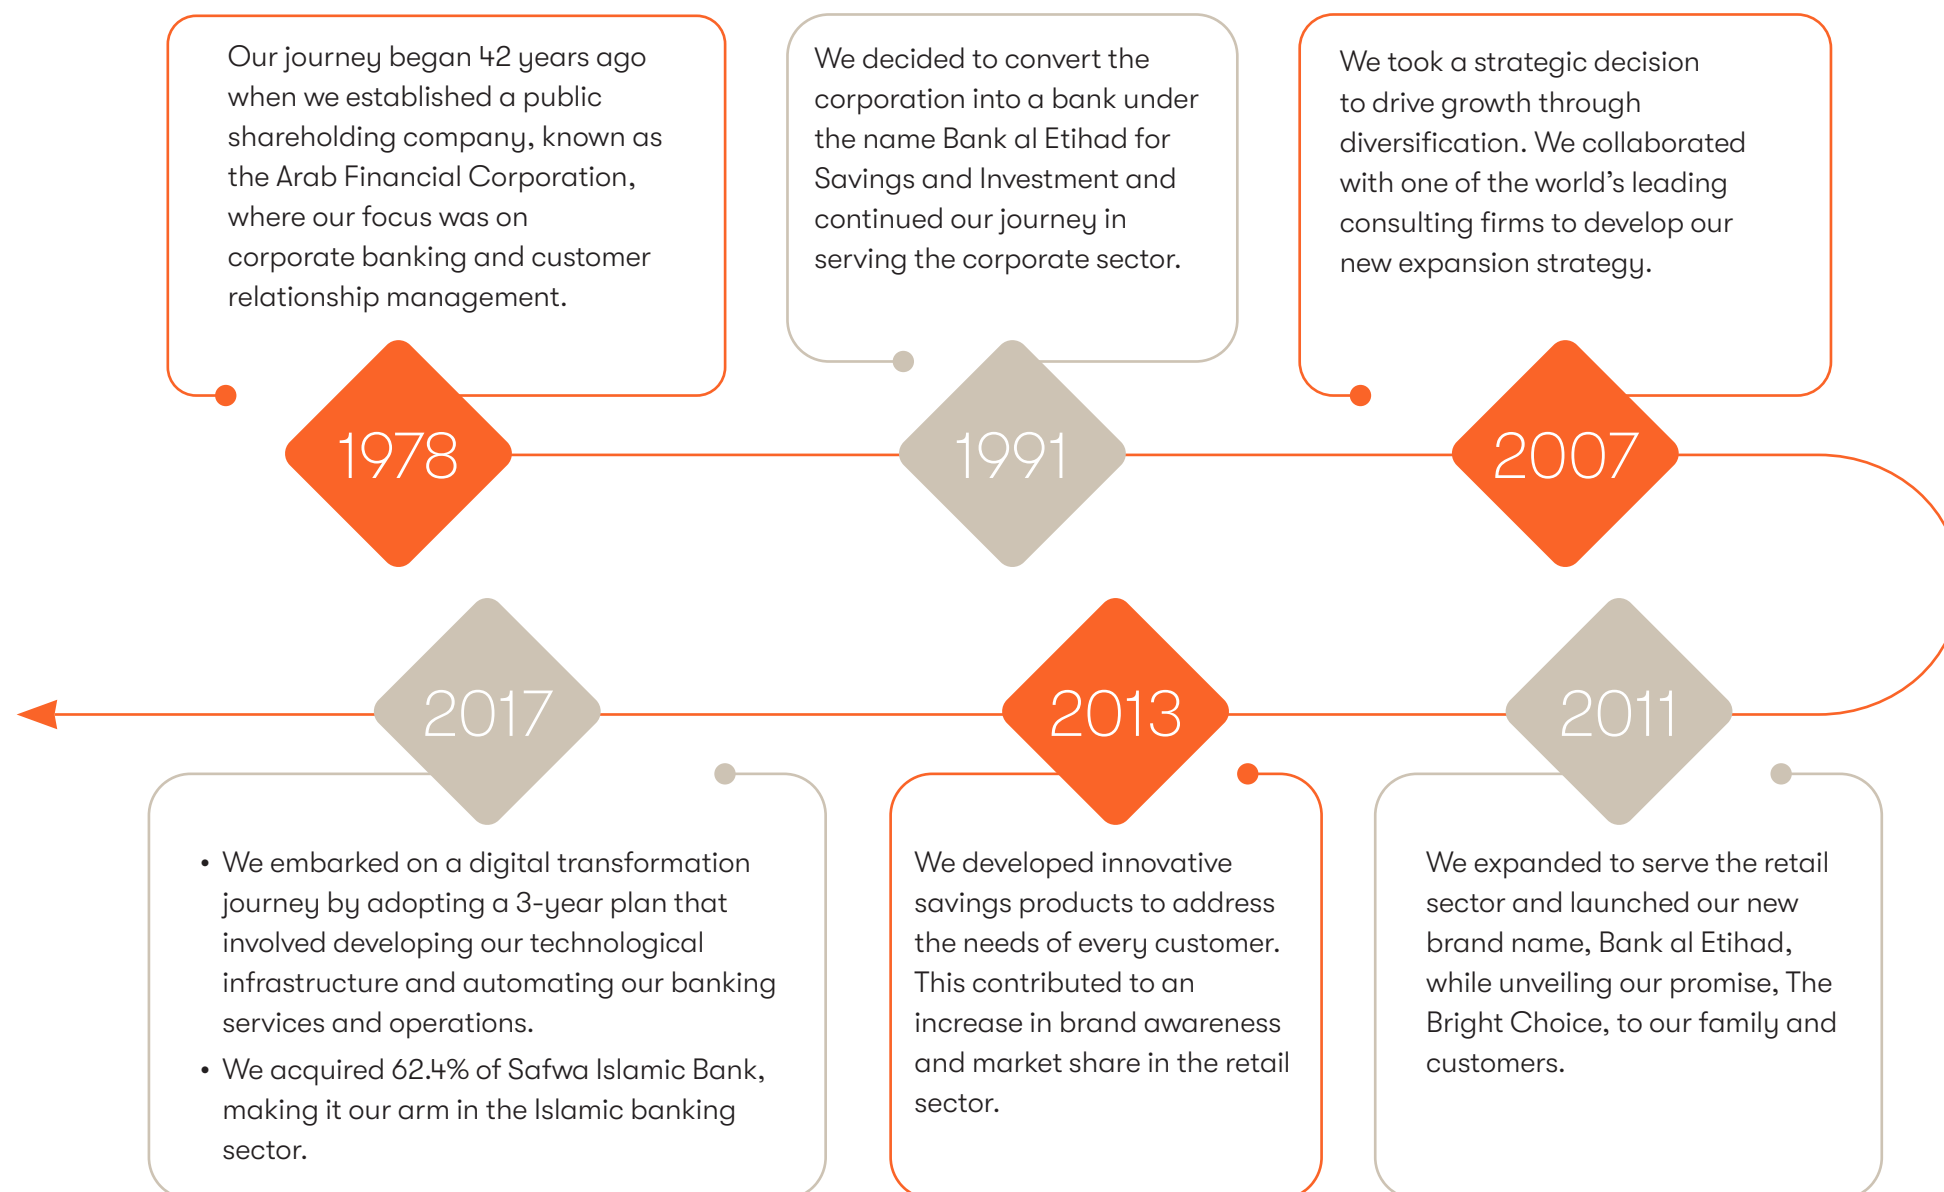 Our journey began 42 years ago
when we established a public
shareholding company, known as
the Arab Financial Corporation,
where our focus was on
corporate banking and customer
relationship management.
1978
We decided to convert the
corporation into a bank under
the name Bank al Etihad for
Savings and Investment and
continued our journey in
serving the corporate sector.
1991
We took a strategic decision
to drive growth through
diversification. We collaborated
with one of the world’s leading
consulting firms to develop our
new expansion strategy.
2007
2011
We expanded to serve the retail
sector and launched our new
brand name, Bank al Etihad,
while unveiling our promise, The
Bright Choice, to our family and
customers.
2013
We developed innovative
savings products to address
the needs of every customer.
This contributed to an
increase in brand awareness
and market share in the retail
sector.
2017
• We embarked on a digital transformation
journey by adopting a 3-year plan that
involved developing our technological
infrastructure and automating our banking
services and operations.
• We acquired 62.4% of Safwa Islamic Bank,
making it our arm in the Islamic banking
sector.